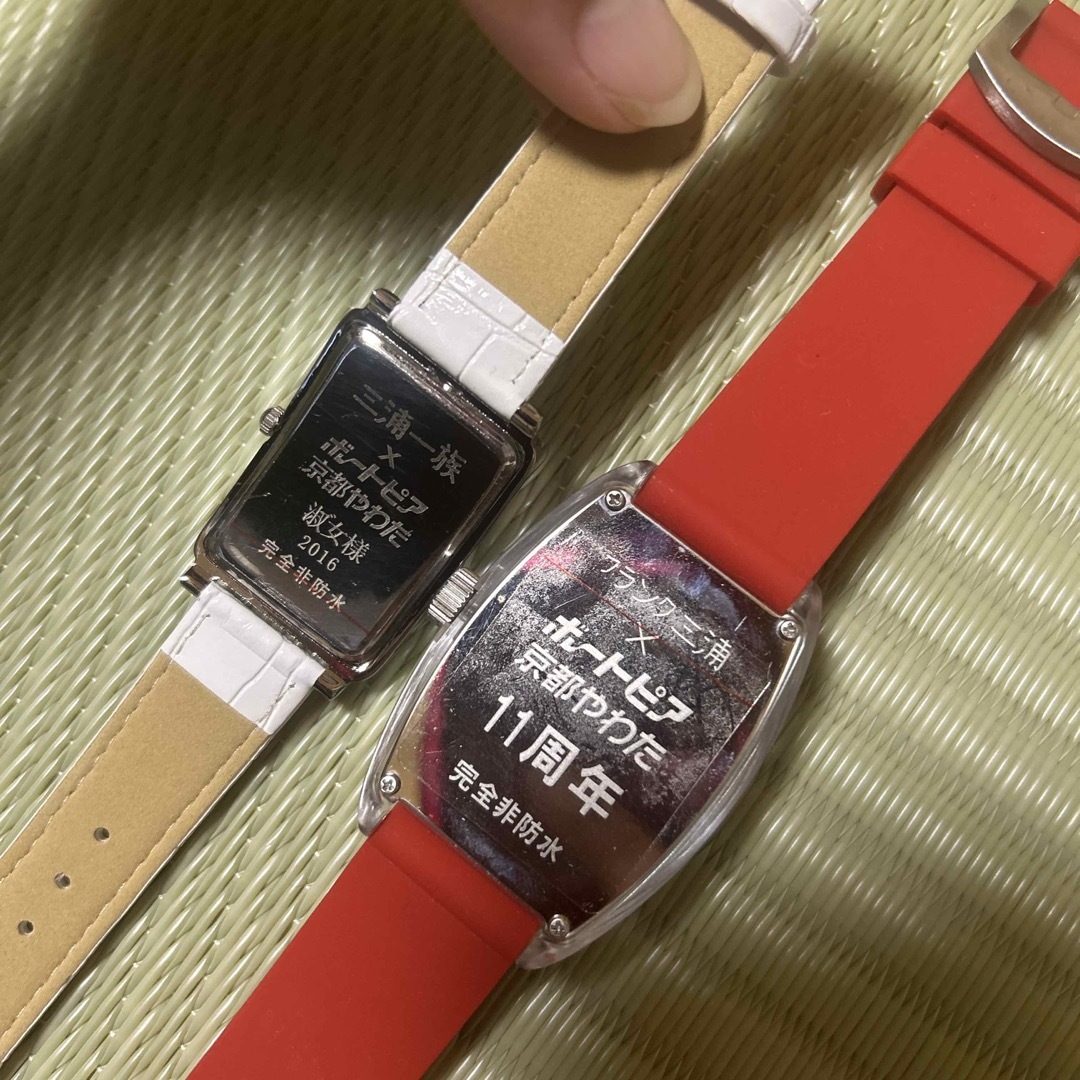 三浦一族
×
ボートピア
京都やわた
淑女様
2016
完全非防水
フランク三浦
×
ボートピア
京都やわた
11周年
完全非防水